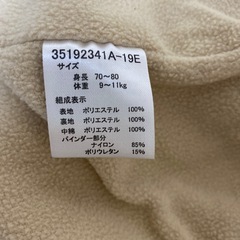 35192341A-19E
サイズ
身長 70~80
体重 9~11kg
組成表示
表地 ポリエステル 100%
裏地 ポリエステル 100%
中綿 ポリエステル 100%
バインダー部分
ナイロン 85%
ポリウレタン 15%